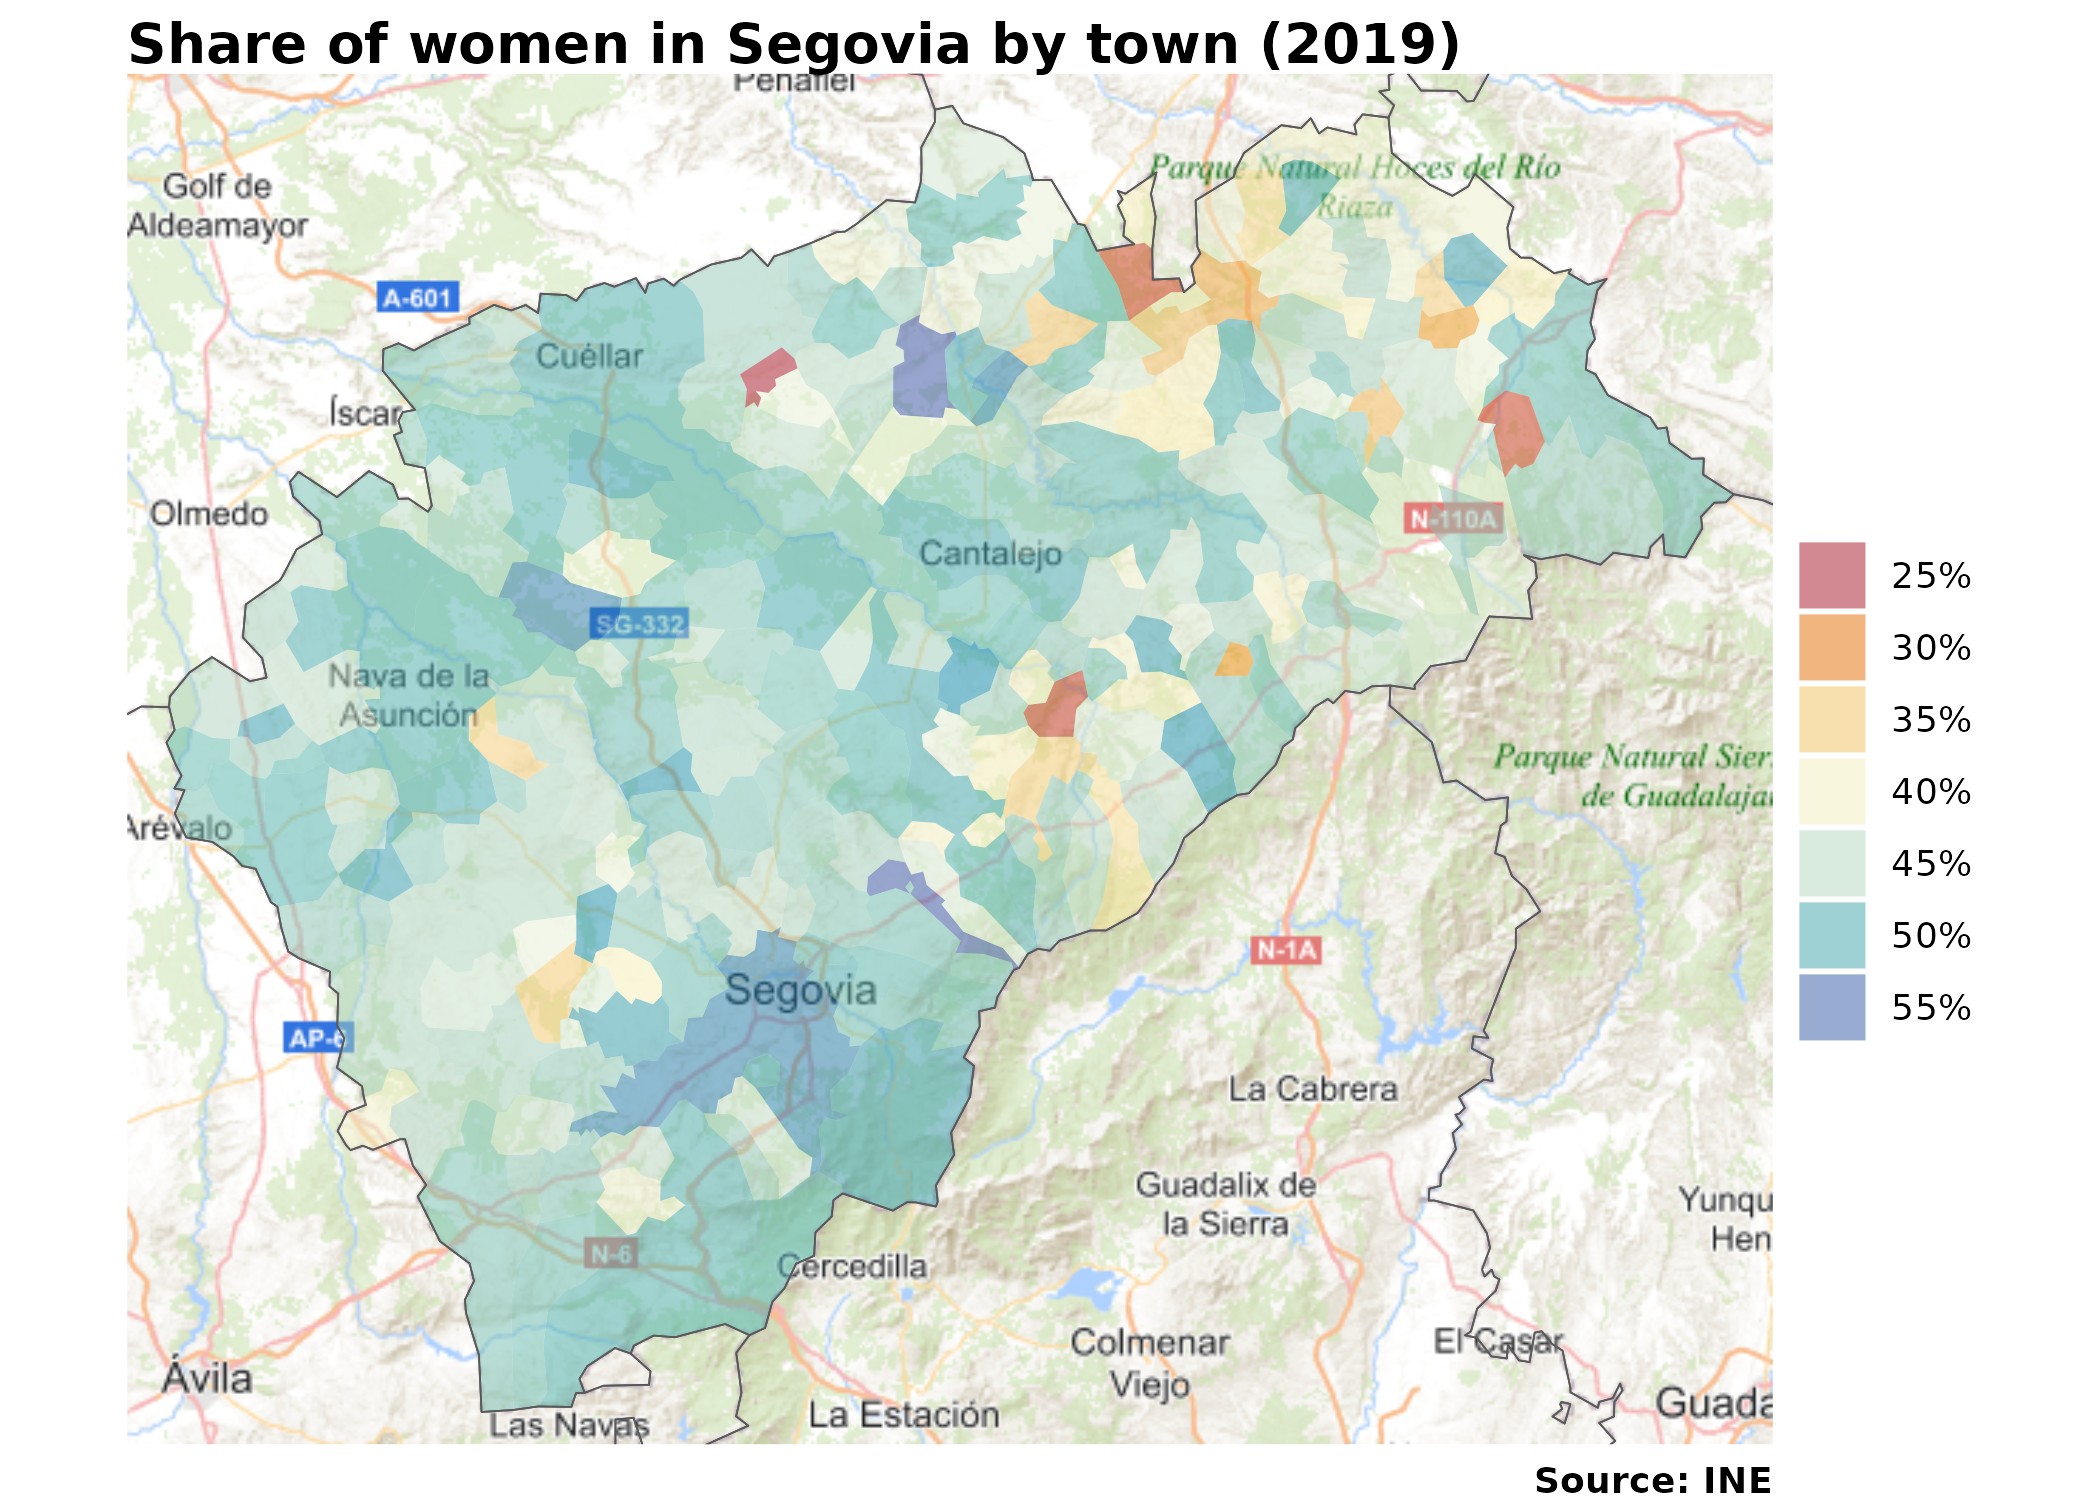 Share of women in Segovia by town (2019)
Peñafiel
Golf de
Aldeamayor
Parque Natural Hoces del Río
Riaza
A-601
Cuéllar
Íscar
Olmedo
N-110A
Cantalejo
SG-332
Nava de la
Asunción
Parque Natural Sier
de Guadalaja
Arévalo
N-1A
Segovia
AP-6
La Cabrera
Guadalix de
la Sierra
Yunqu
Hen
N-6
Cercedilla
Colmenar
Viejo
El Casar
Ávila
Las Navas
La Estación
Guada
25%
30%
35%
40%
45%
50%
55%
Source: INE